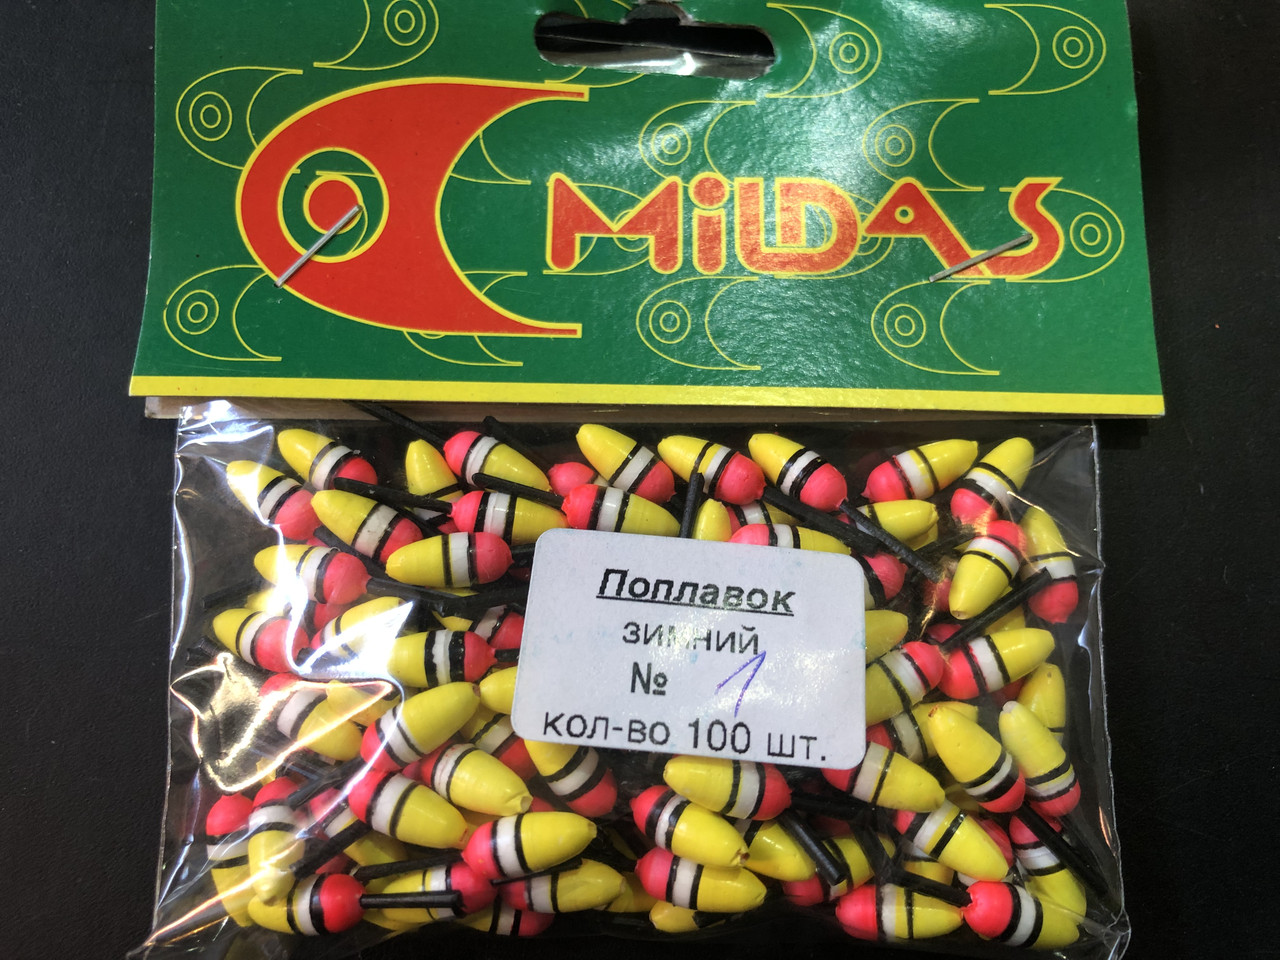 MiLDAS
Поплавок
зимний
№ 1
кол-во 100 шт.